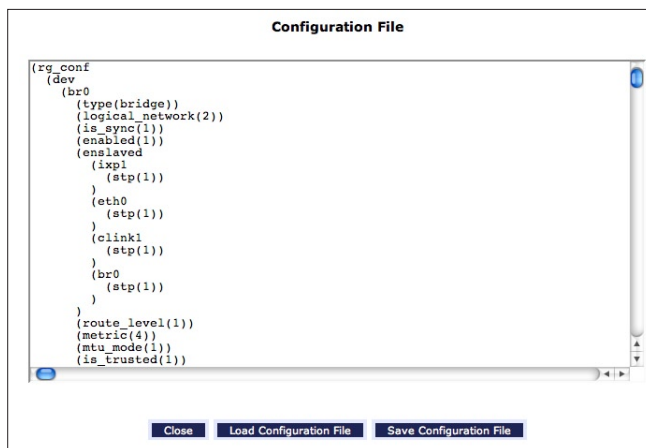 Configuration File
(rg_conf
(dev
(br0
(type(bridge))
(logical_network(2))
(is_sync(1))
(enabled(1))
(enslaved
(ixp1
(stp(1))
)
(eth0
(stp(1))
)
(clink1
(stp(1))
)
(br0
(stp(1))
)
)
(route_level(1))
(metric(4))
(mtu_mode(1))
(is_trusted(1))
Close Load Configuration File Save Configuration File